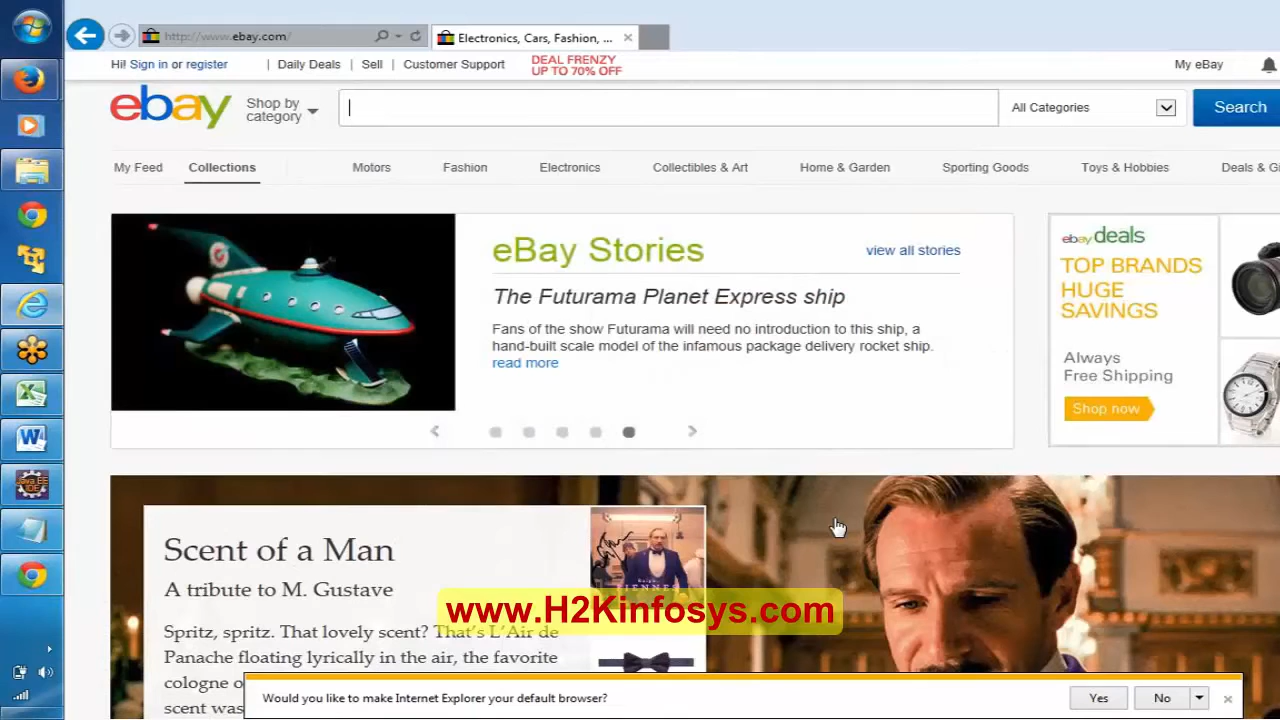 http://www.ebay.com/
Electronics, Cars, Fashion, ...
Hi! Sign in or register | Daily Deals | Sell | Customer Support
DEAL FRENZY
UP TO 70% OFF
My eBay
ebay
Shop by
category
All Categories
Search
My Feed Collections Motors Fashion Electronics Collectibles & Art Home & Garden Sporting Goods Toys & Hobbies Deals & G
eBay Stories
view all stories
The Futurama Planet Express ship
Fans of the show Futurama will need no introduction to this ship, a
hand-built scale model of the infamous package delivery rocket ship.
read more
ebay deals
TOP BRANDS
HUGE
SAVINGS
Always
Free Shipping
Shop now
Scent of a Man
A tribute to M. Gustave
Spritz, spritz. That lovely scent? That's L'Air de
Panache floating lyrically in the air, the favorite
cologne o
scent was
www.H2Kinfosys.com
Would you like to make Internet Explorer your default browser?
Yes
No
Java EE
IDE